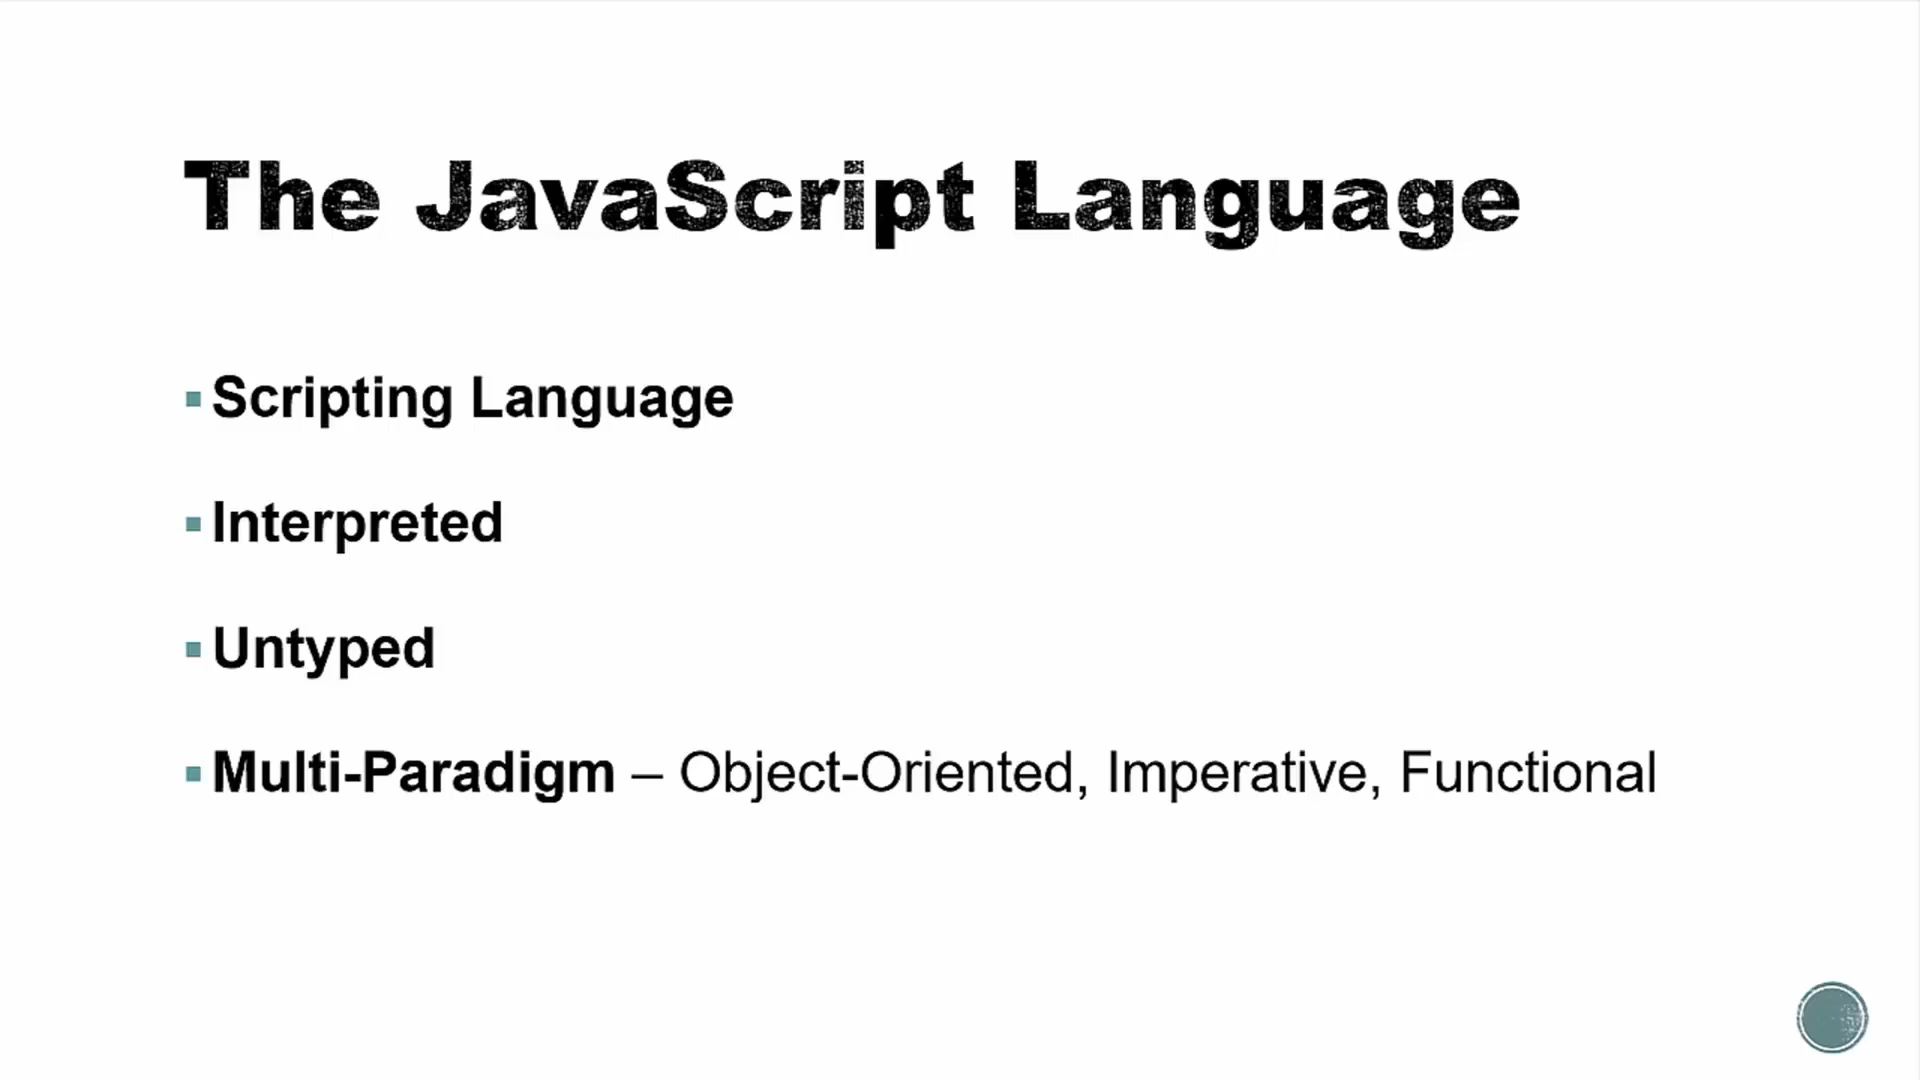 The JavaScript Language
Scripting Language
Interpreted
Untyped
Multi-Paradigm – Object-Oriented, Imperative, Functional